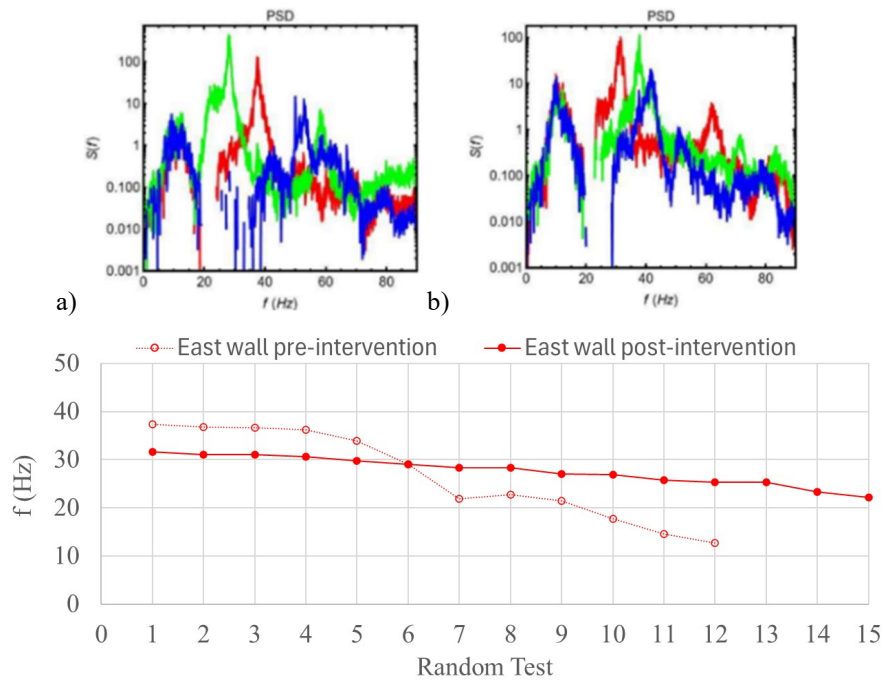 PSD
100
10
1
0.100
0.010
0.001
S(f)
0 20 40 60 80
f (Hz)
a)
PSD
100
10
1
0.100
0.010
0.001
S(f)
0 20 40 60 80
f (Hz)
b)
East wall pre-intervention East wall post-intervention
50
40
30
20
10
0
f (Hz)
0 1 2 3 4 5 6 7 8 9 10 11 12 13 14 15
Random Test